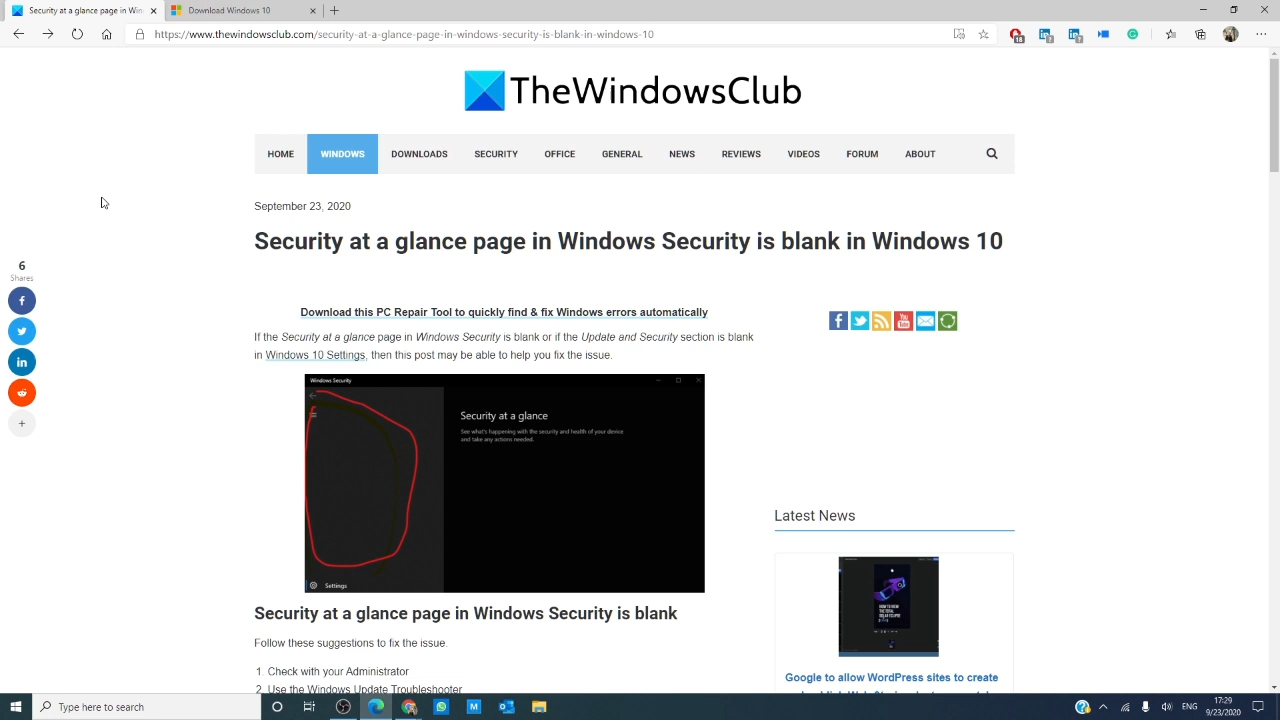 Security at a glance page in Win
Download Windows 10
https://www.thewindowsclub.com/security-at-a-glance-page-in-windows-security-is-blank-in-windows-10
TheWindowsClub
HOME WINDOWS DOWNLOADS SECURITY OFFICE GENERAL NEWS REVIEWS VIDEOS FORUM ABOUT
September 23, 2020
Security at a glance page in Windows Security is blank in Windows 10
6
Shares
Download this PC Repair Tool to quickly find & fix Windows errors automatically
If the Security at a glance page in Windows Security is blank or if the Update and Security section is blank
in Windows 10 Settings, then this post may be able to help you fix the issue.
Windows Security
Security at a glance
See what's happening with the security and health of your device
and take any actions needed.
Settings
Latest News
Security at a glance page in Windows Security is blank
Follow these suggestions to fix the issue.
1. Check with your Administrator
2. Use the Windows Update Troubleshooter
Google to allow WordPress sites to create
Type here to search
ENG
17:29
9/23/2020